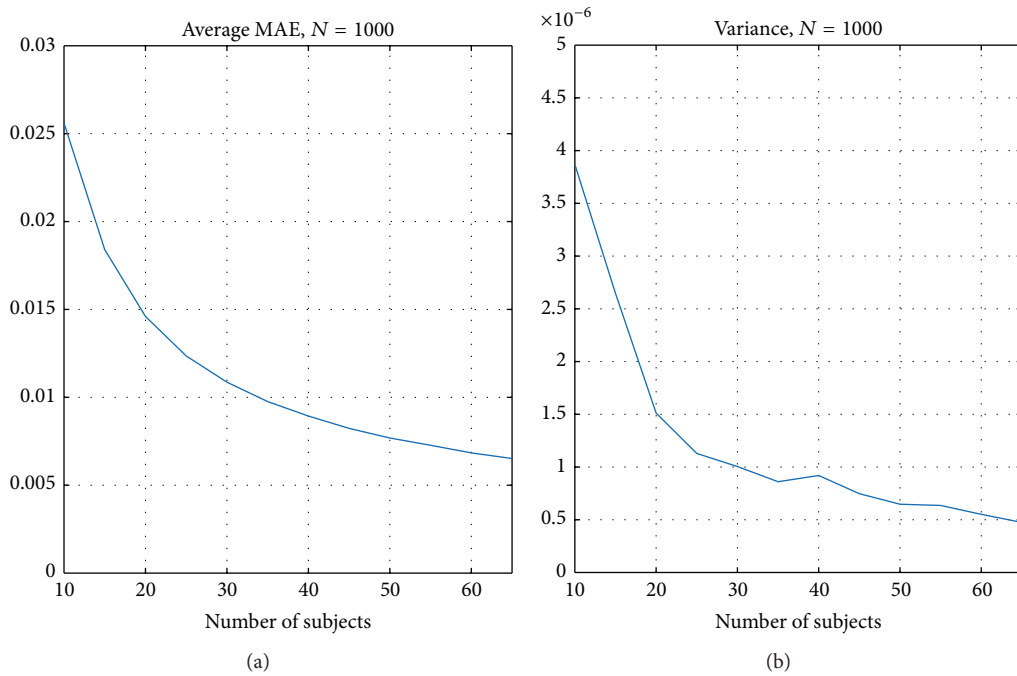 Average MAE, N = 1000
0.03
0.025
0.02
0.015
0.01
0.005
0
10 20 30 40 50 60
Number of subjects
(a)
×10−6
Variance, N = 1000
5
4.5
4
3.5
3
2.5
2
1.5
1
0.5
0
10 20 30 40 50 60
Number of subjects
(b)